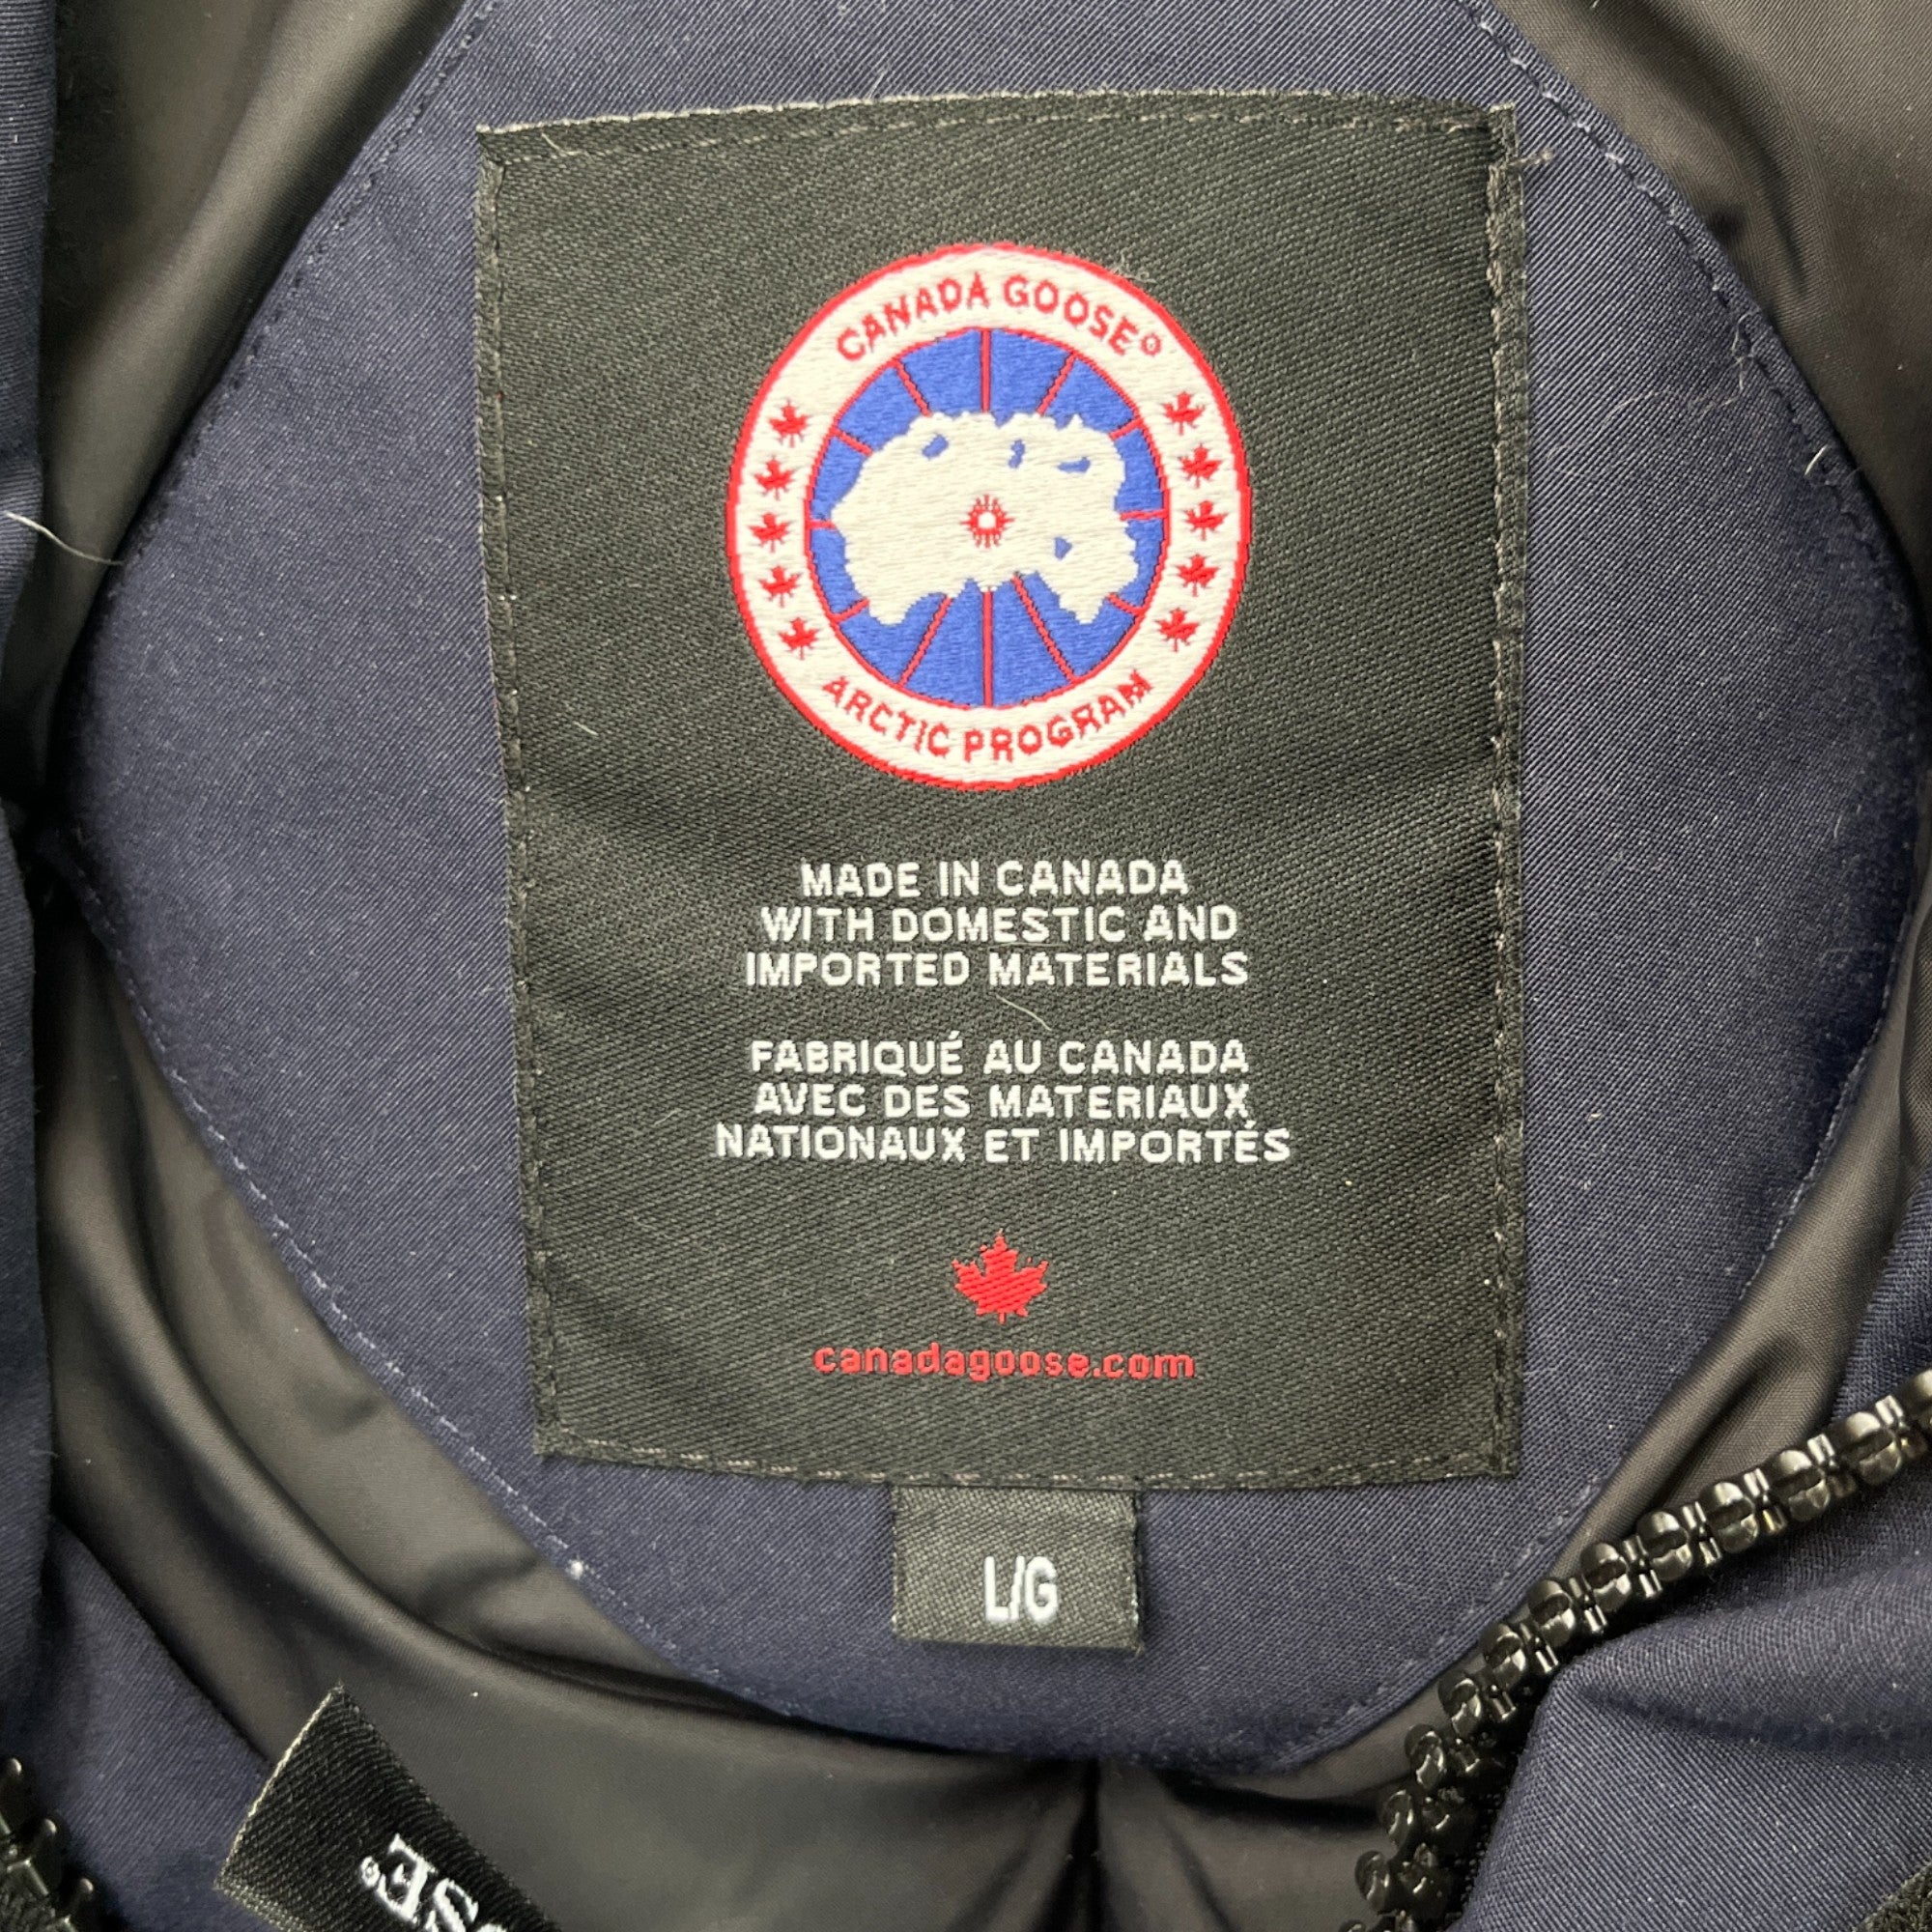 CANADA GOOSE®
ARCTIC PROGRAM
MADE IN CANADA
WITH DOMESTIC AND
IMPORTED MATERIALS
FABRIQUÉ AU CANADA
AVEC DES MATERIAUX
NATIONAUX ET IMPORTÉS
canadagoose.com
L/G